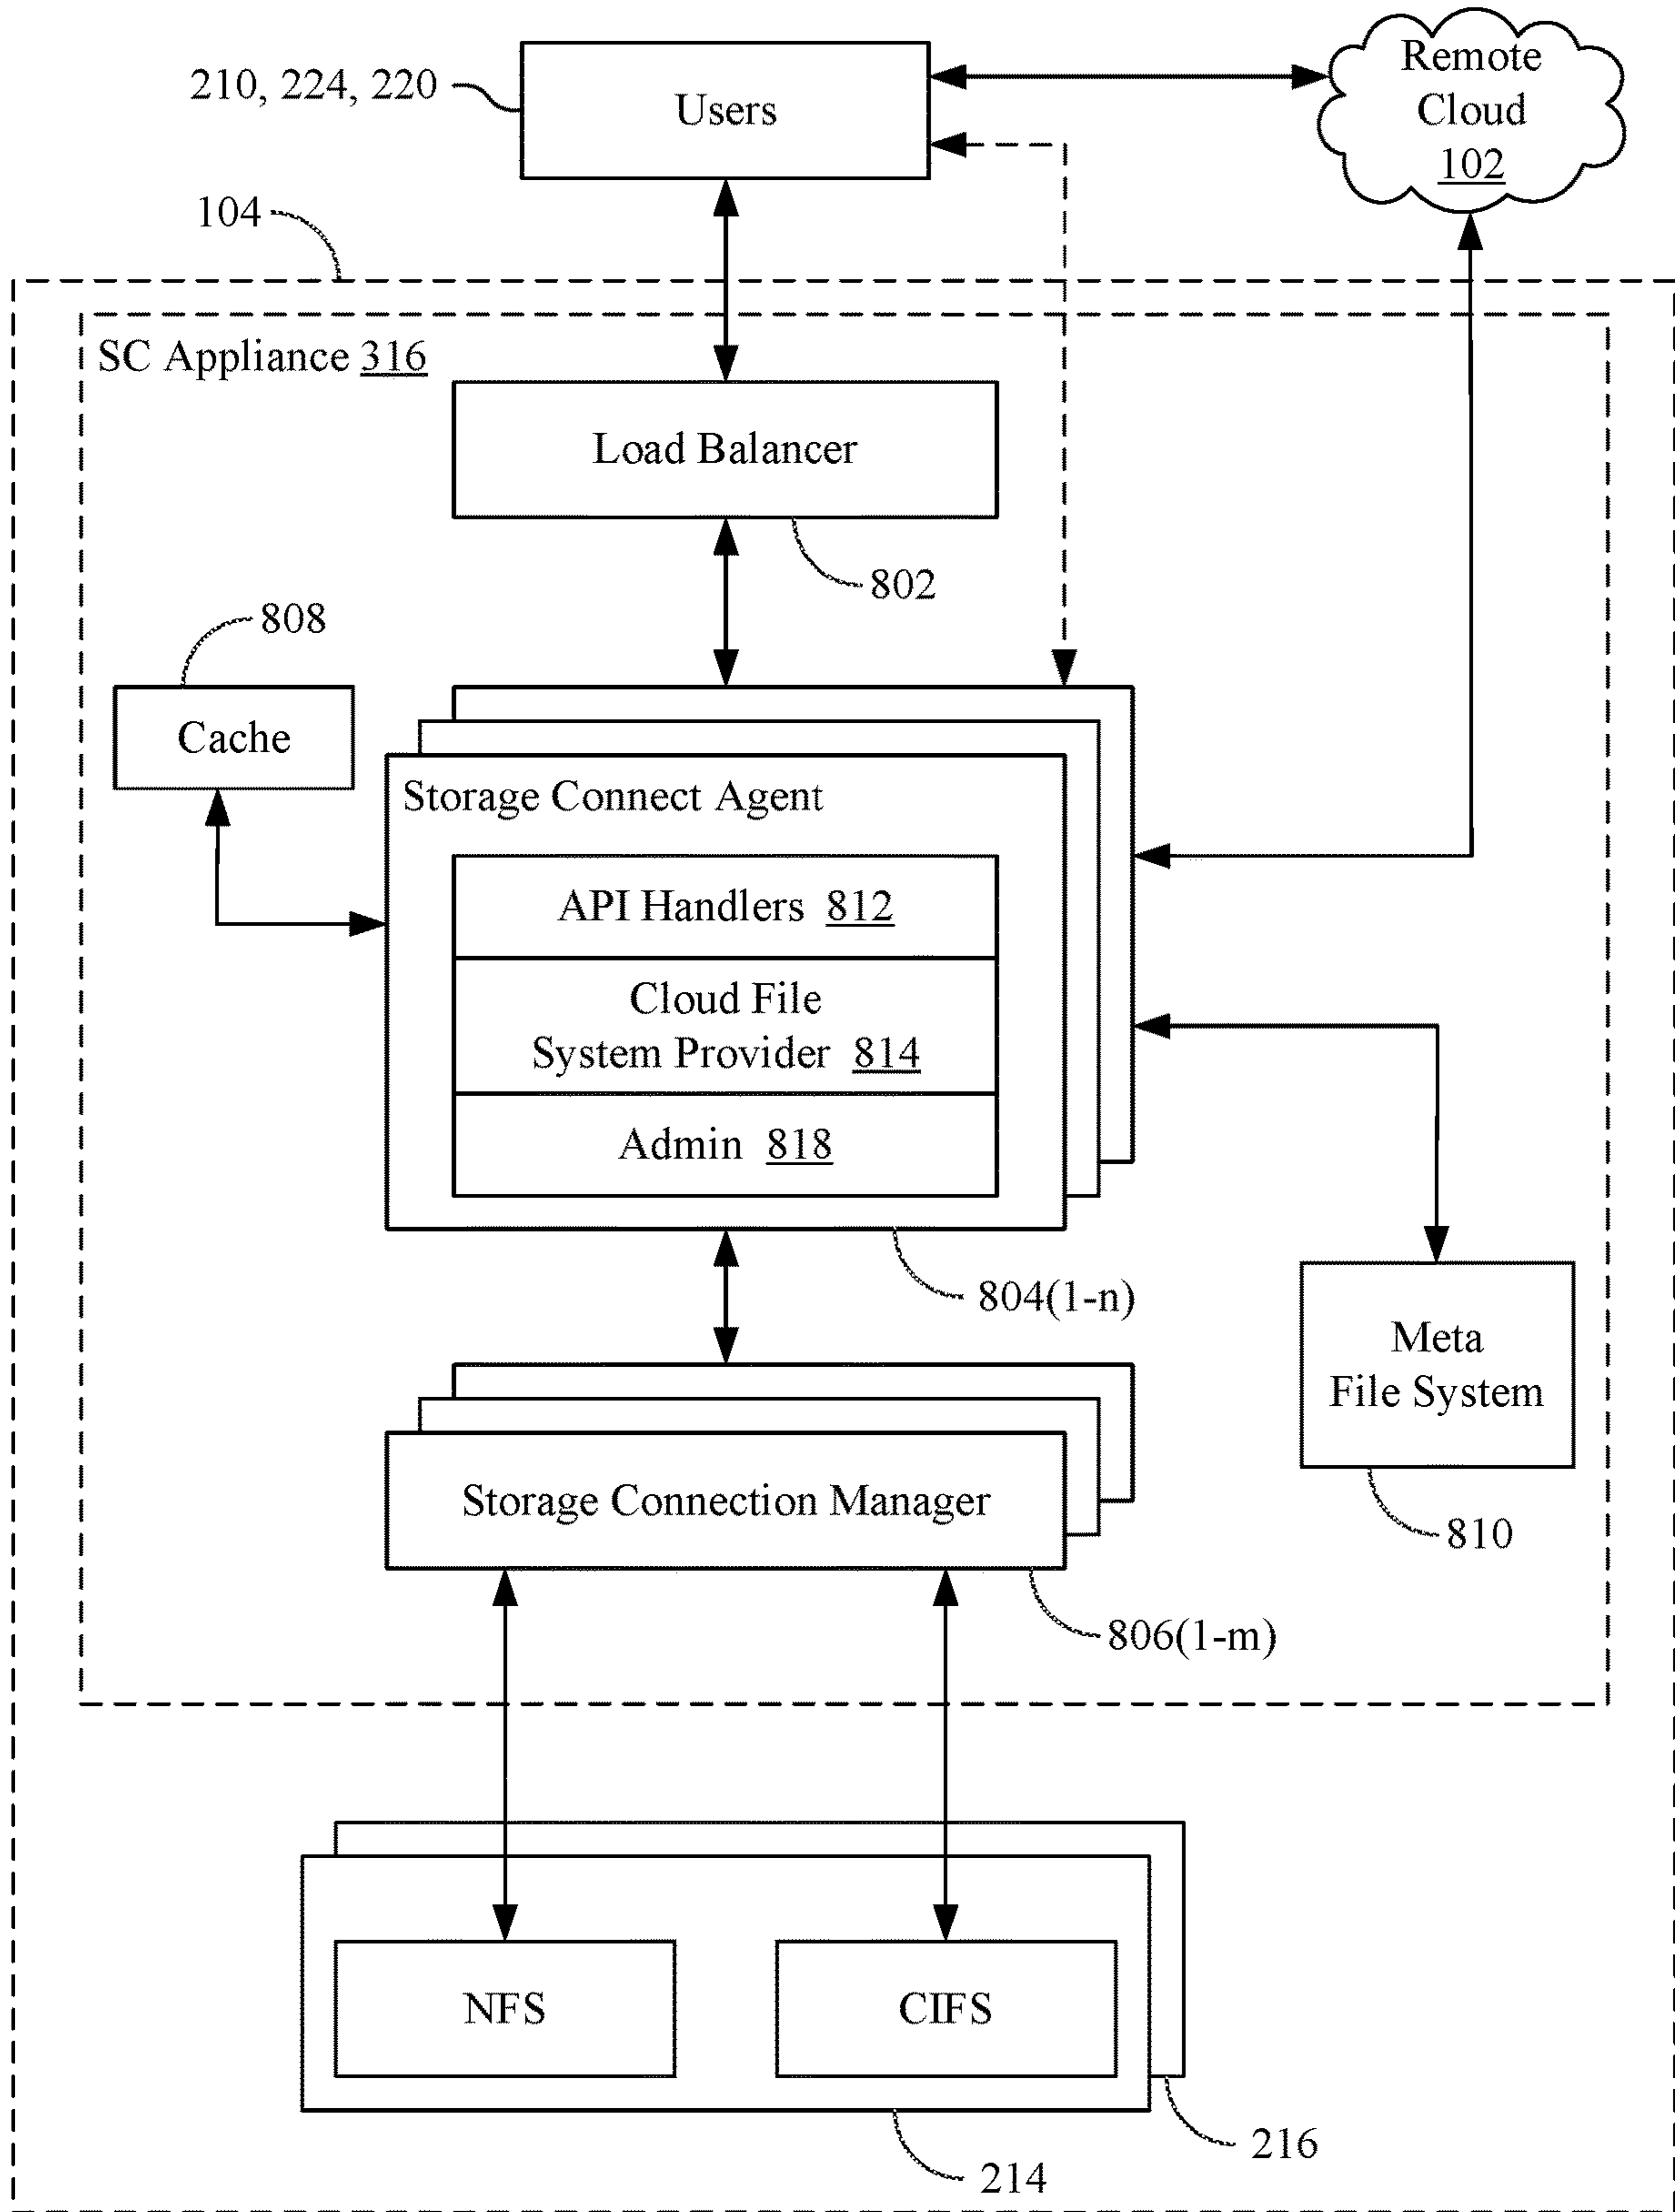 Remote
Cloud
102
210, 224, 220
Users
104
SC Appliance 316
Load Balancer
802
808
Cache
Storage Connect Agent
API Handlers 812
Cloud File
System Provider 814
Admin 818
804(1-n)
Meta
File System
810
Storage Connection Manager
806(1-m)
NFS
CIFS
216
214